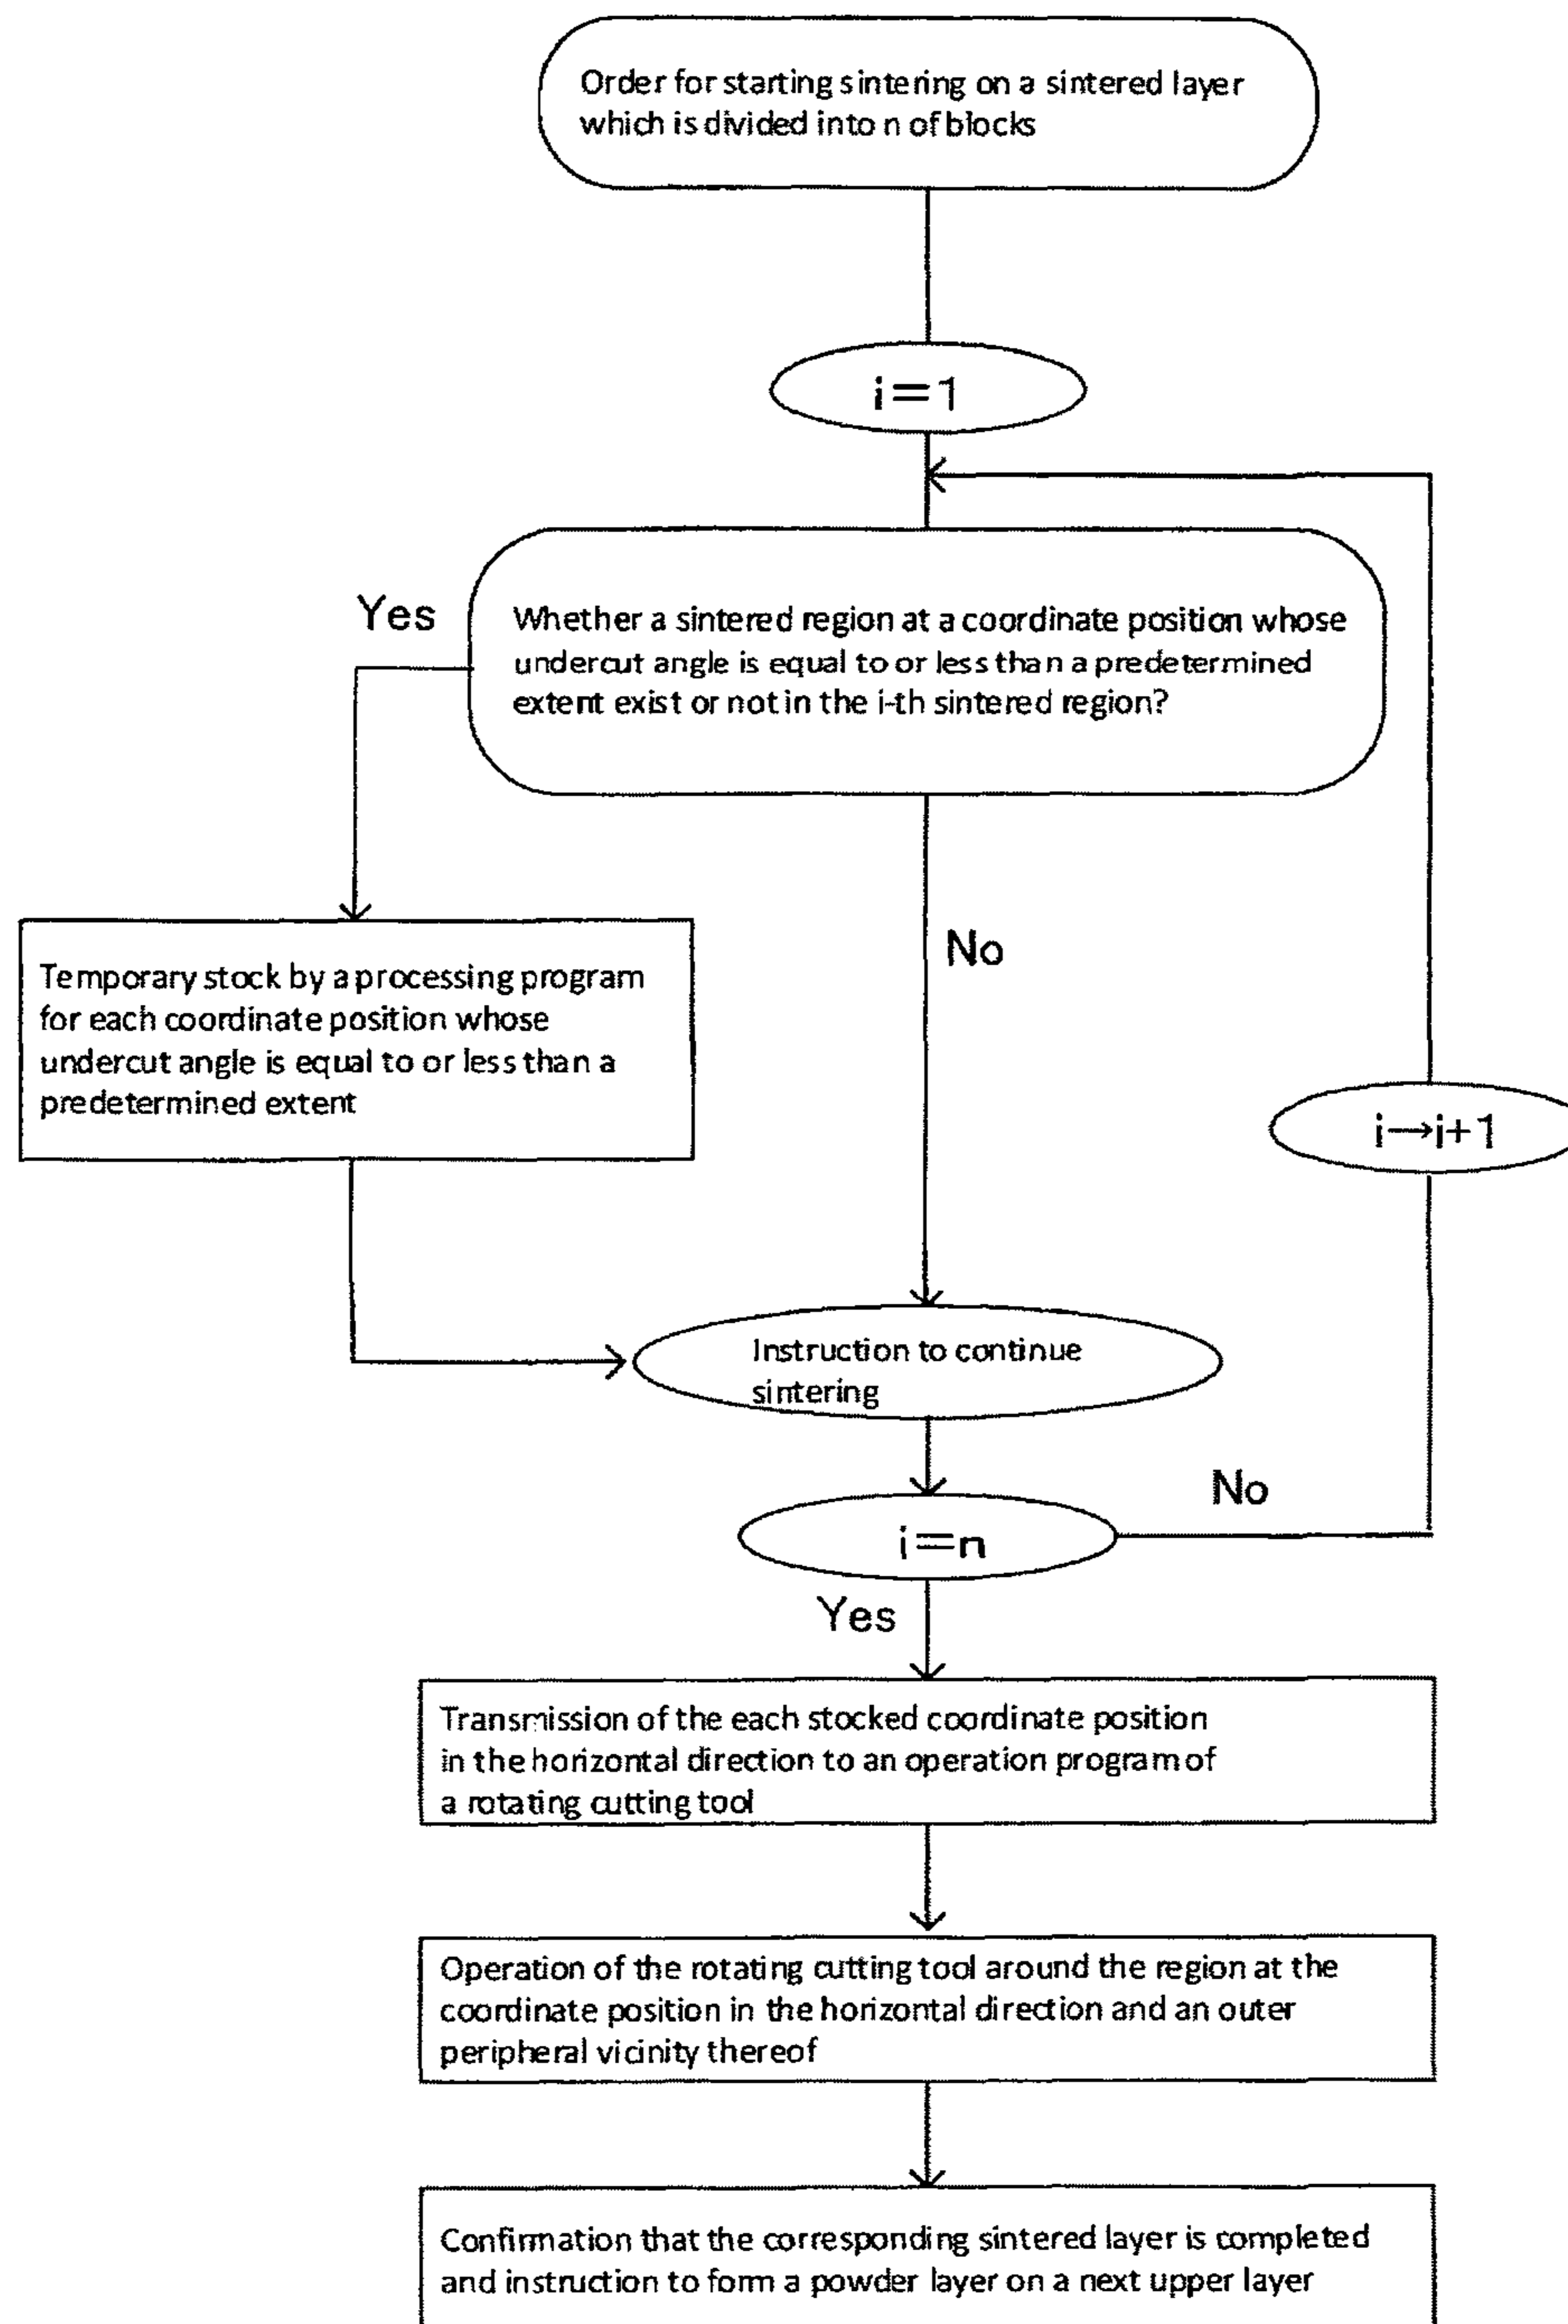 Order for starting sintering on a sintered layer
which is divided into n of blocks
i=1
Yes
Whether a sintered region at a coordinate position whose
undercut angle is equal to or less than a predetermined
extent exist or not in the i-th sintered region?
No
Temporary stock by a processing program
for each coordinate position whose
undercut angle is equal to or less than a
predetermined extent
i→i+1
Instruction to continue
sintering
No
i=n
Yes
Transmission of the each stocked coordinate position
in the horizontal direction to an operation program of
a rotating cutting tool
Operation of the rotating cutting tool around the region at the
coordinate position in the horizontal direction and an outer
peripheral vicinity thereof
Confirmation that the corresponding sintered layer is completed
and instruction to form a powder layer on a next upper layer